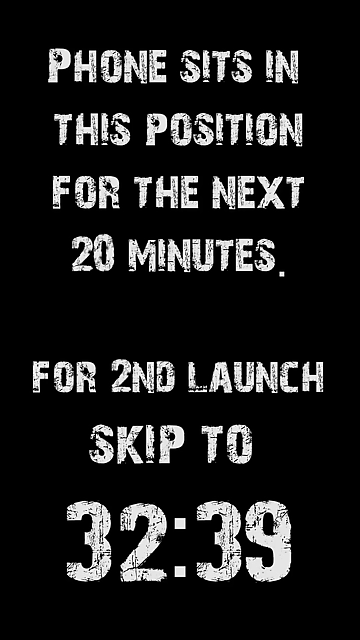 Phone sits in
this Position
for the next
20 minutes.
For 2nd launch
skip to
32:39